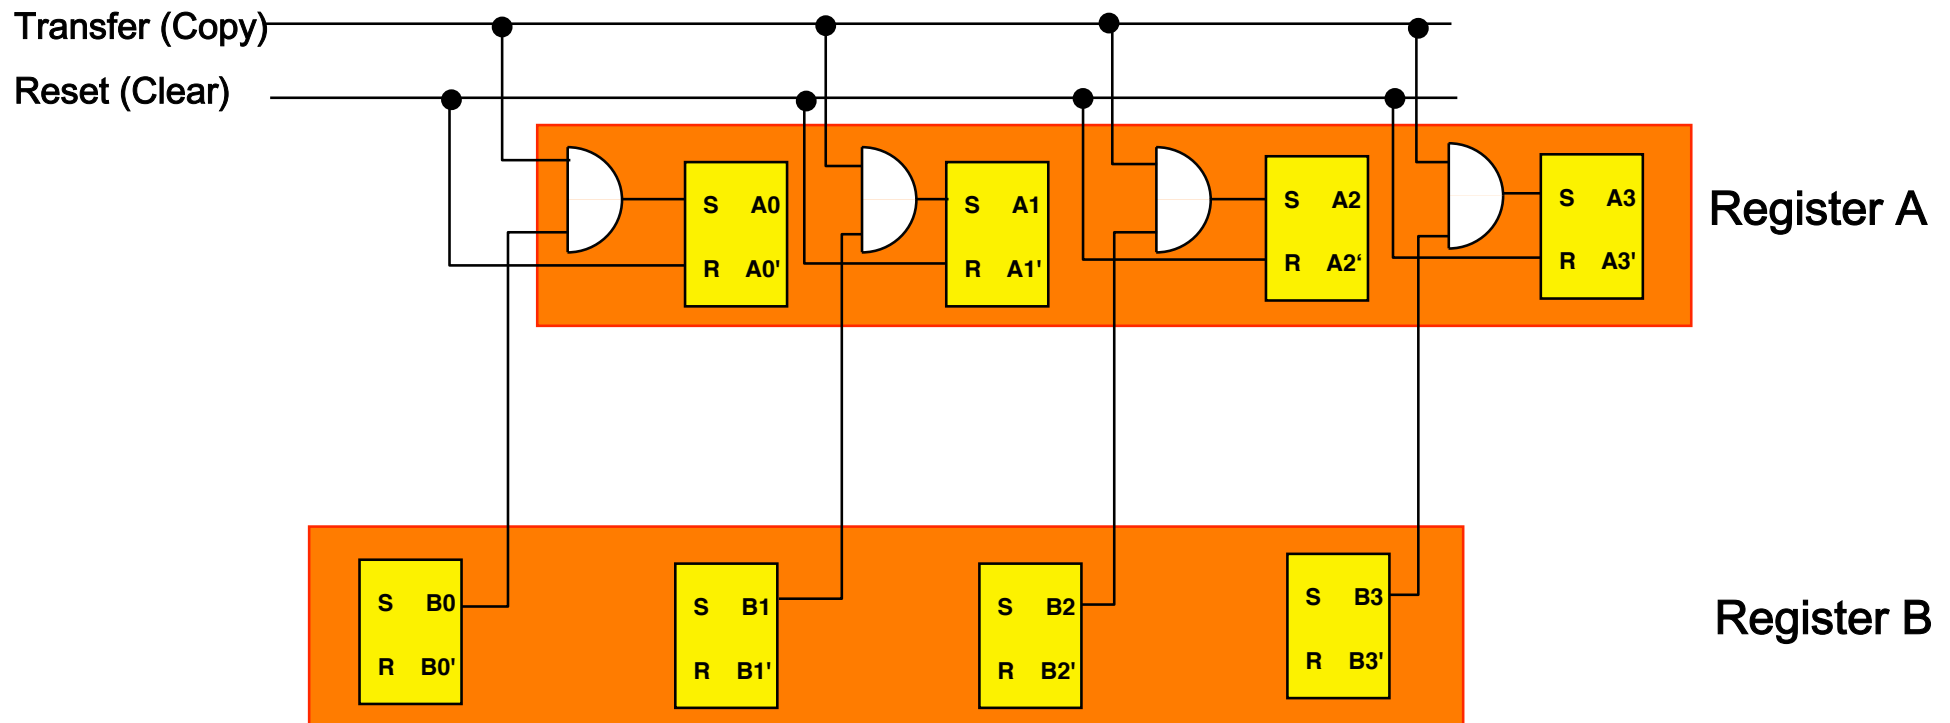 Transfer (Copy)
Reset (Clear)
S A0
R A0'
S A1
R A1'
S A2
R A2‘
S A3
R A3'
Register A
S B0
R B0'
S B1
R B1'
S B2
R B2'
S B3
R B3'
Register B